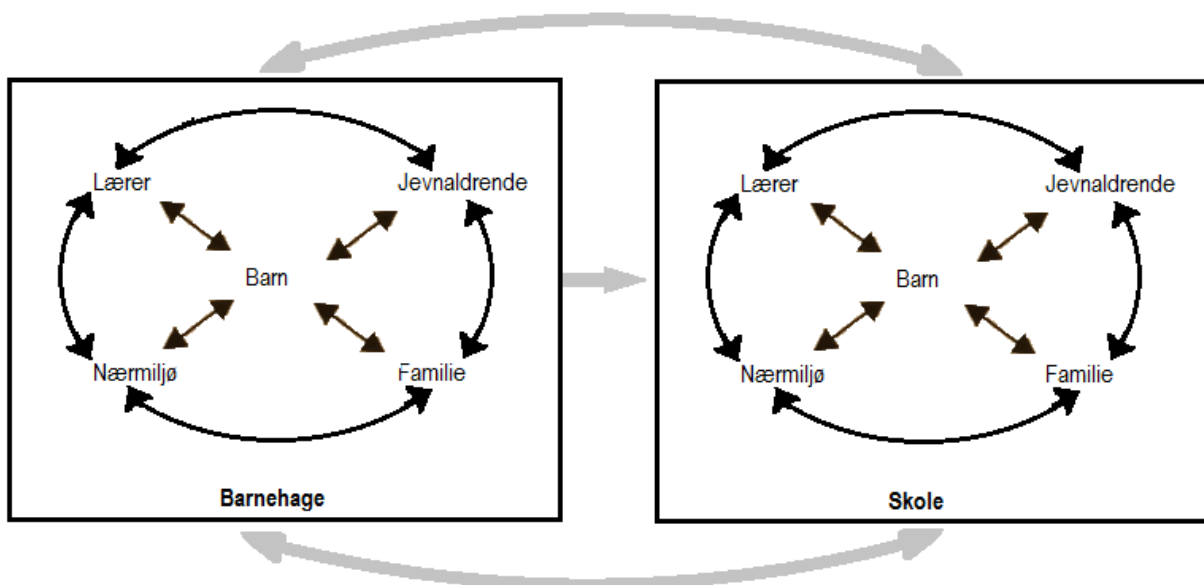 Lærer
Jevnaldrende
Barn
Nærmiljø
Familie
Barnehage
Lærer
Jevnaldrende
Barn
Nærmiljø
Familie
Skole